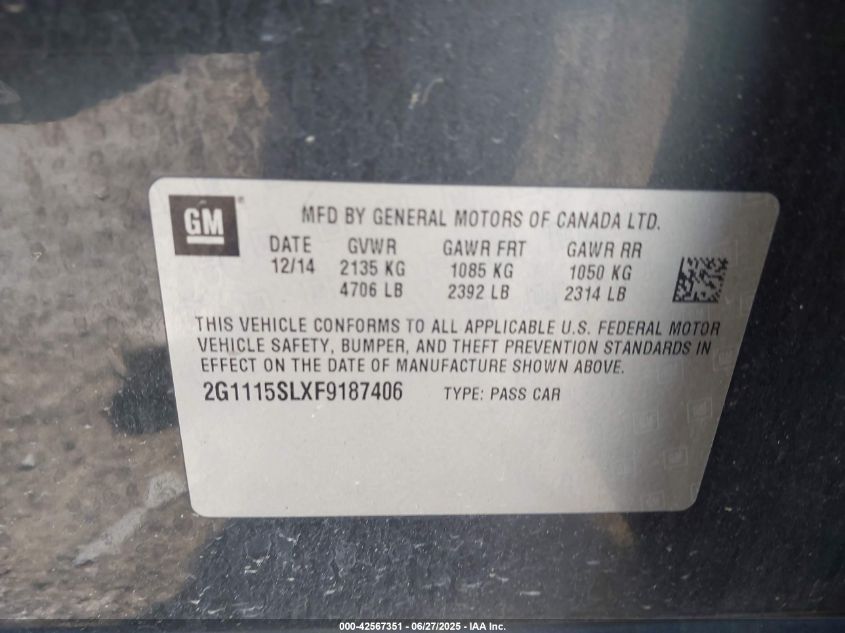 GM
MFD BY GENERAL MOTORS OF CANADA LTD.
DATE GVWR GAWR FRT GAWR RR
12/14 2135 KG 1085 KG 1050 KG
4706 LB 2392 LB 2314 LB
THIS VEHICLE CONFORMS TO ALL APPLICABLE U.S. FEDERAL MOTOR
VEHICLE SAFETY, BUMPER, AND THEFT PREVENTION STANDARDS IN
EFFECT ON THE DATE OF MANUFACTURE SHOWN ABOVE.
2G1115SLXF9187406 TYPE: PASS CAR
000-42567351 - 06/27/2025 - IAA Inc.